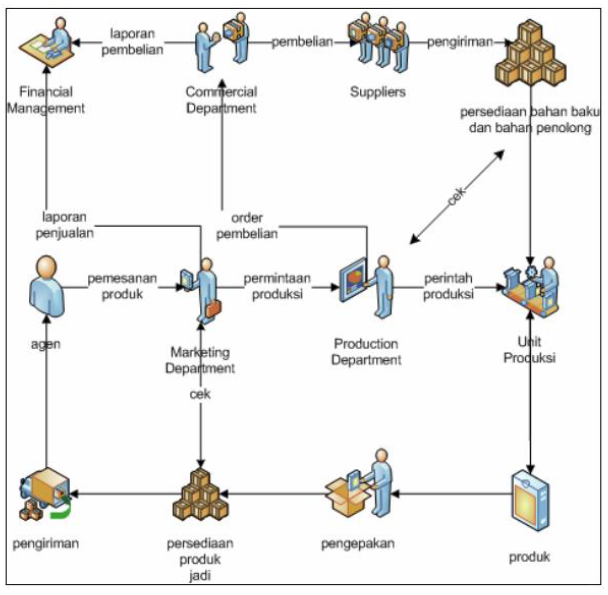 laporan
pembelian
pembelian
pengiriman
Financial
Management
Commercial
Department
Suppliers
persediaan bahan baku
dan bahan penolong
cek
laporan
penjualan
order
pembelian
pemesanan
produk
permintaan
produksi
perintah
produksi
agen
Marketing
Department
Production
Department
Unit
Produksi
cek
pengiriman
persediaan
produk
jadi
pengepakan
produk